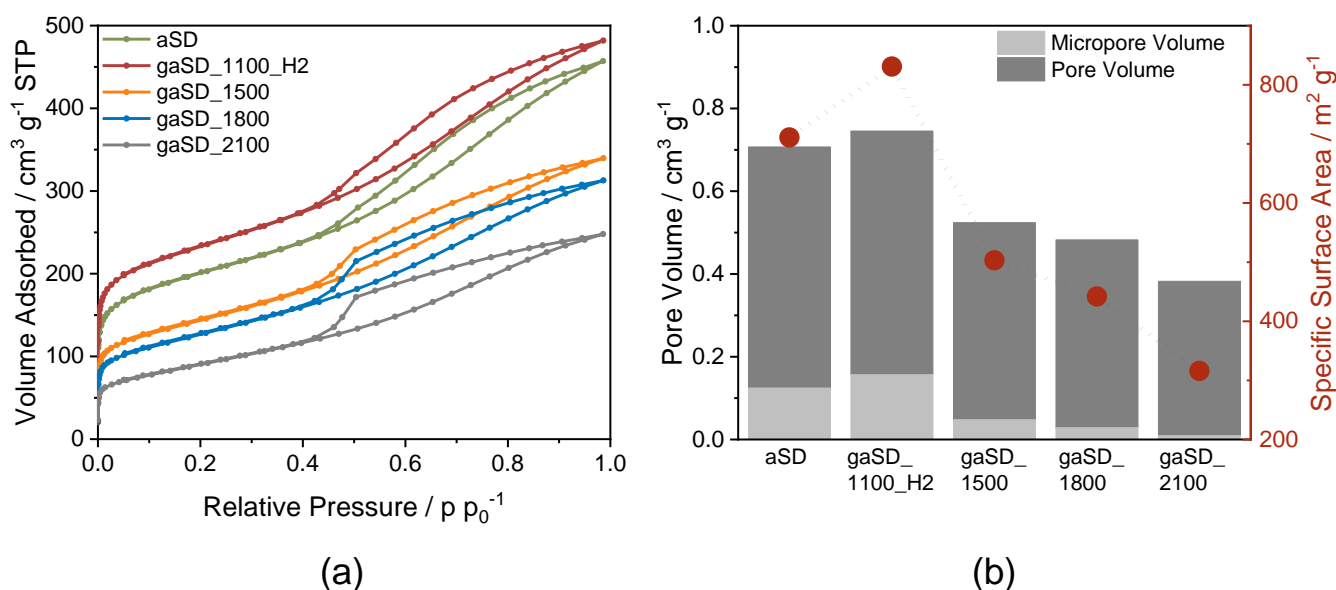 500
400
300
200
100
0
Volume Adsorbed / cm³ g⁻¹ STP
aSD
gaSD_1100_H2
gaSD_1500
gaSD_1800
gaSD_2100
0.0 0.2 0.4 0.6 0.8 1.0
Relative Pressure / p p₀⁻¹
(a)
1.0
0.8
0.6
0.4
0.2
0.0
Pore Volume / cm³ g⁻¹
Micropore Volume
Pore Volume
800
600
400
200
Specific Surface Area / m² g⁻¹
aSD gaSD_ gaSD_ gaSD_ gaSD_
1100_H2 1500 1800 2100
(b)